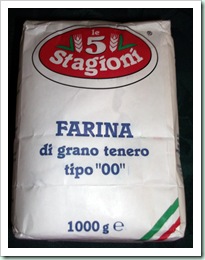 le
5
stagioni
®
FARINA
di grano tenero
tipo "00"
1000 g ℮